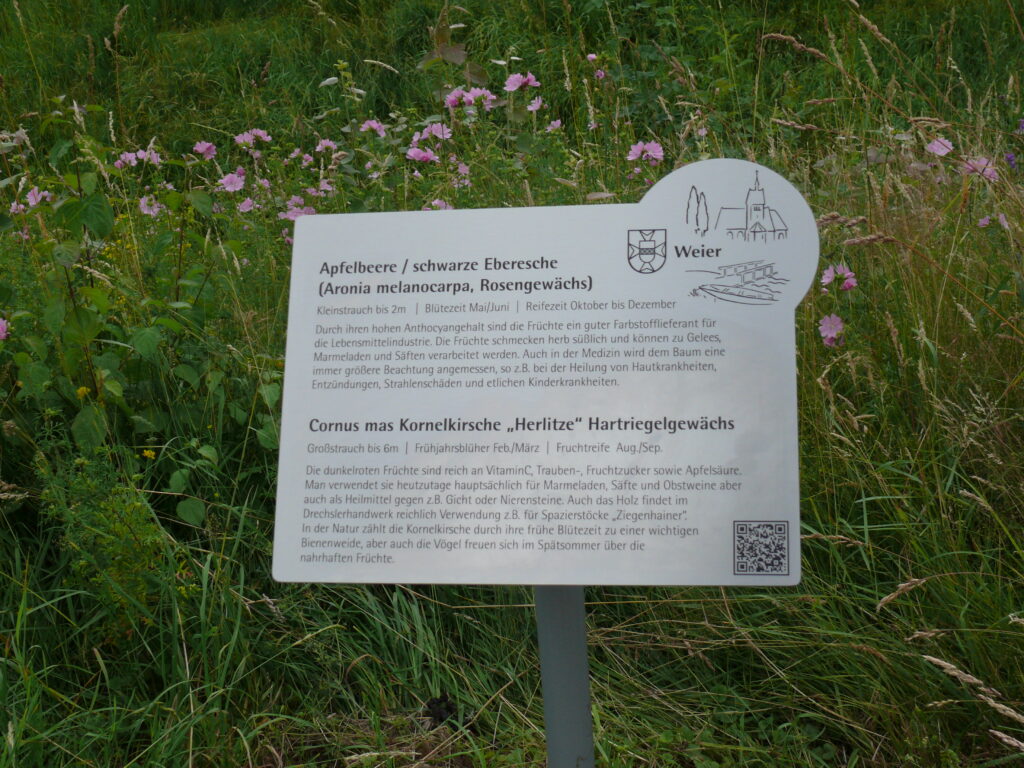 Weier
Apfelbeere / schwarze Eberesche
(Aronia melanocarpa, Rosengewächs)
Kleinstrauch bis 2m | Blütezeit Mai/Juni | Reifezeit Oktober bis Dezember
Durch ihren hohen Anthocyangehalt sind die Früchte ein guter Farbstofflieferant für
die Lebensmittelindustrie. Die Früchte schmecken herb süßlich und können zu Gelees,
Marmeladen und Säften verarbeitet werden. Auch in der Medizin wird dem Baum eine
immer größere Beachtung angemessen, so z.B. bei der Heilung von Hautkrankheiten,
Entzündungen, Strahlenschäden und etlichen Kinderkrankheiten.
Cornus mas Kornelkirsche „Herlitze“ Hartriegelgewächs
Großstrauch bis 6m | Frühjahrsblüher Feb./März | Fruchtreife Aug./Sep.
Die dunkelroten Früchte sind reich an VitaminC, Trauben-, Fruchtzucker sowie Apfelsäure.
Man verwendet sie heutzutage hauptsächlich für Marmeladen, Säfte und Obstweine aber
auch als Heilmittel gegen z.B. Gicht oder Nierensteine. Auch das Holz findet im
Drechslerhandwerk reichlich Verwendung z.B. für Spazierstöcke „Ziegenhainer“.
In der Natur zählt die Kornelkirsche durch ihre frühe Blütezeit zu einer wichtigen
Bienenweide, aber auch die Vögel freuen sich im Spätsommer über die
nahrhaften Früchte.